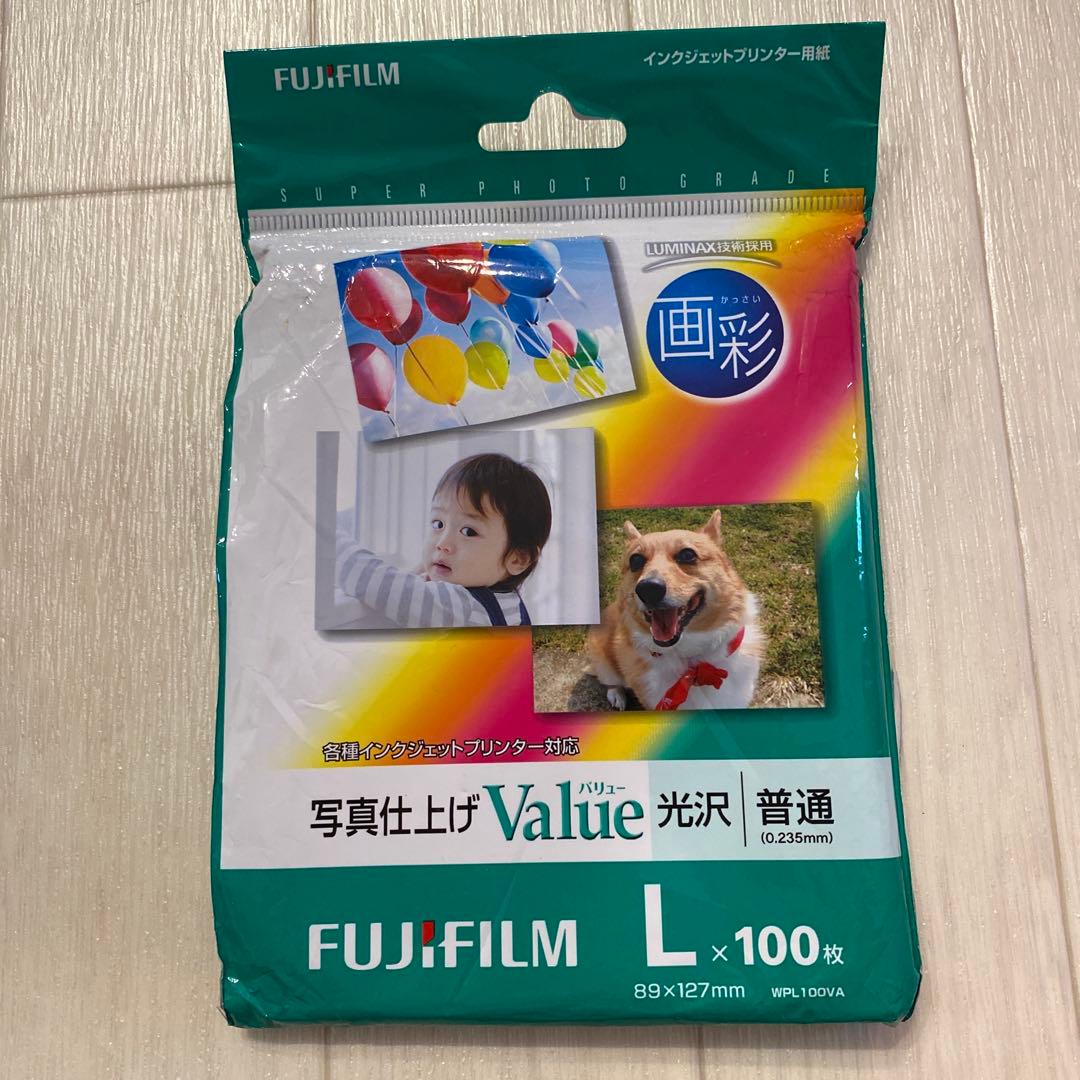 FUJIFILM
インクジェットプリンター用紙
SUPER PHOTO GRADE
LUMINAX技術採用
かっさい
画彩
各種インクジェットプリンター対応
バリュー
写真仕上げ Value 光沢 普通
(0.235mm)
FUJIFILM L×100枚
89×127mm WPL100VA